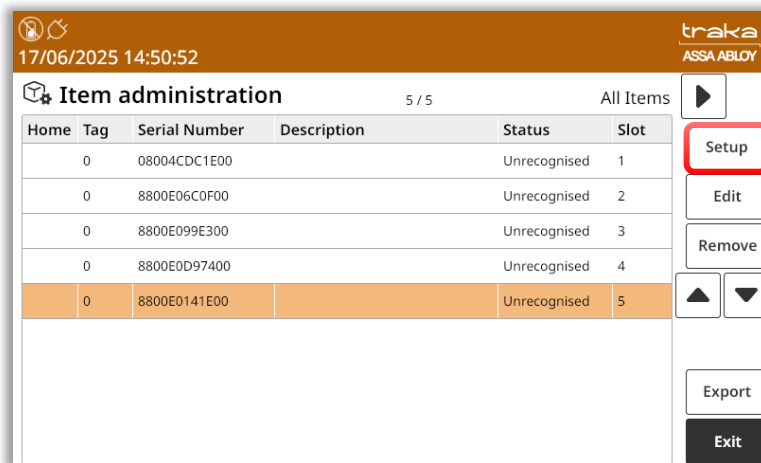 17/06/2025 14:50:52
traka
ASSA ABLOY
Item administration 5 / 5 All Items
Home Tag Serial Number Description Status Slot
0 08004CDC1E00 Unrecognised 1
0 8800E06C0F00 Unrecognised 2
0 8800E099E300 Unrecognised 3
0 8800E0D97400 Unrecognised 4
0 8800E0141E00 Unrecognised 5
Setup
Edit
Remove
Export
Exit